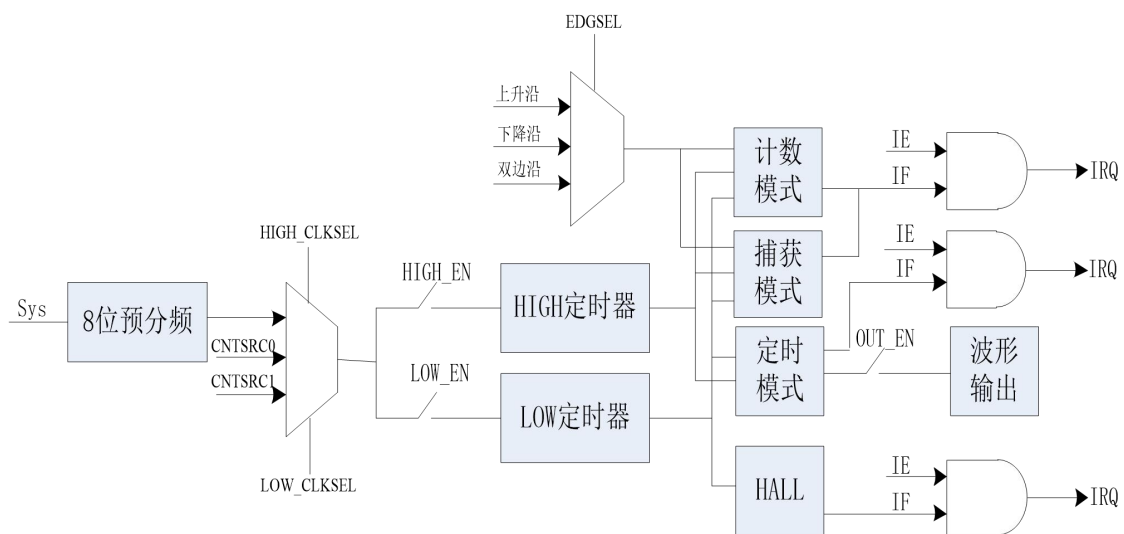 EDGSEL
上升沿
下降沿
双边沿
计数
模式
IE
IF
IRQ
捕获
模式
IE
IF
IRQ
HIGH_CLKSEL
HIGH_EN
HIGH定时器
Sys
8位预分频
CNTSRC0
CNTSRC1
LOW_EN
LOW定时器
LOW_CLKSEL
定时
模式
OUT_EN
波形
输出
HALL
IE
IF
IRQ